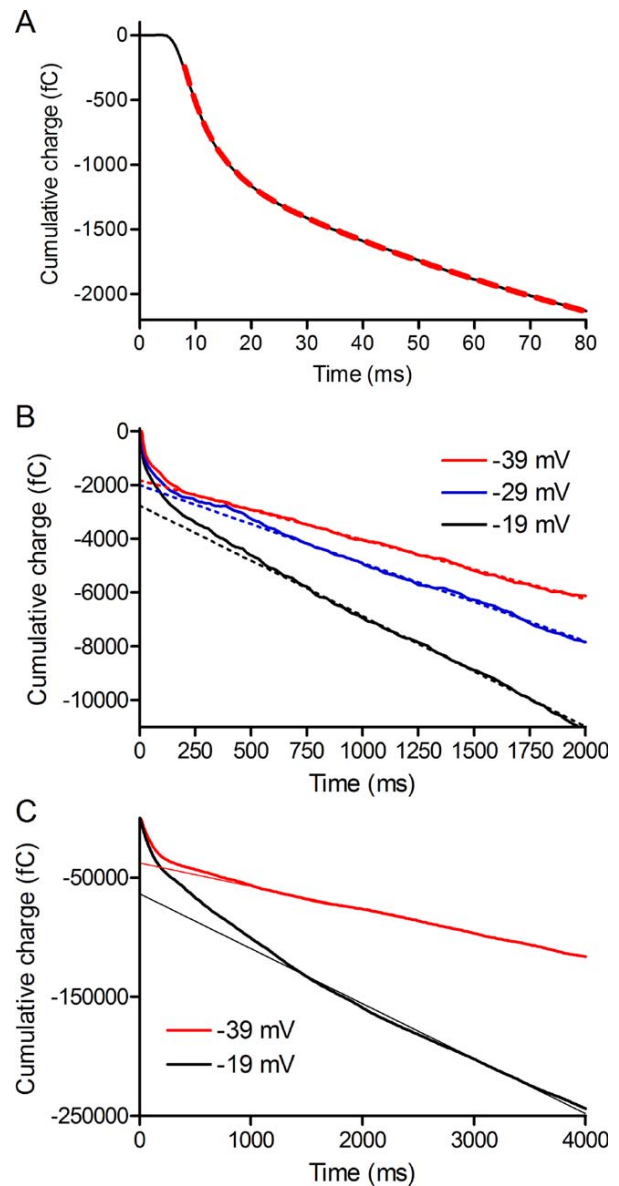 A
Cumulative charge (fC)
0
-500
-1000
-1500
-2000
0 10 20 30 40 50 60 70 80
Time (ms)
B
Cumulative charge (fC)
0
-2000
-4000
-6000
-8000
-10000
-39 mV
-29 mV
-19 mV
0 250 500 750 1000 1250 1500 1750 2000
Time (ms)
C
Cumulative charge (fC)
-50000
-150000
-250000
-39 mV
-19 mV
0 1000 2000 3000 4000
Time (ms)